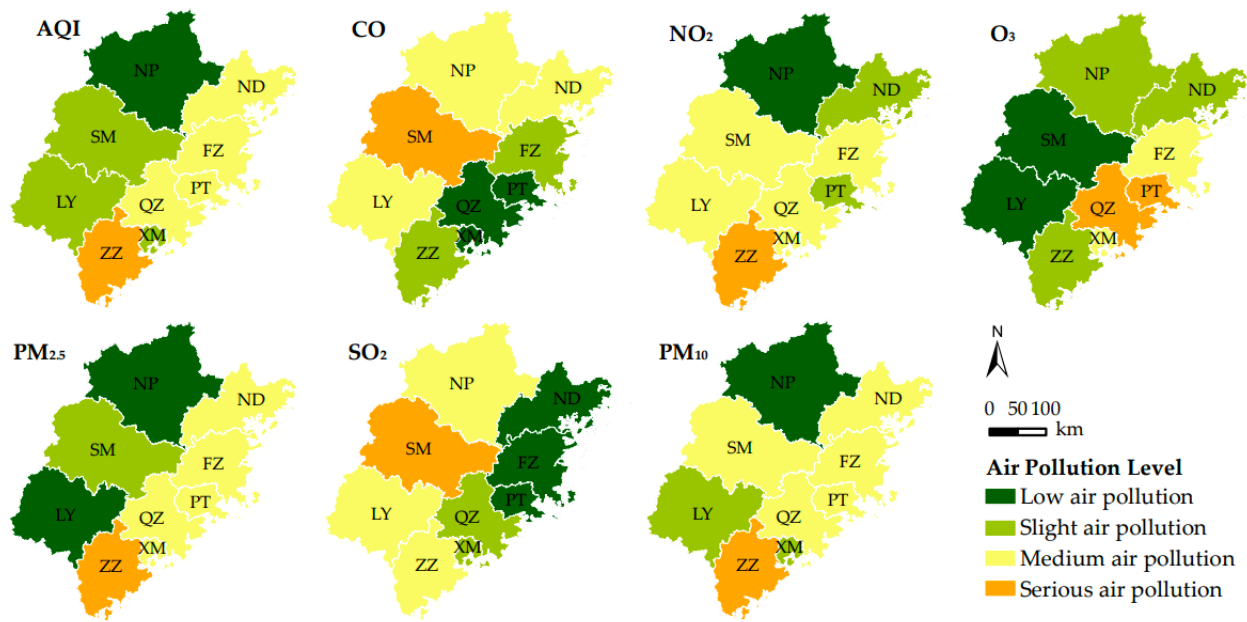 AQI
NP
ND
SM
FZ
PT
LY
QZ
XM
ZZ
CO
NP
ND
SM
FZ
PT
LY
QZ
XM
ZZ
NO2
NP
ND
SM
FZ
PT
LY
QZ
XM
ZZ
O3
NP
ND
SM
FZ
PT
LY
QZ
XM
ZZ
PM2.5
NP
ND
SM
FZ
PT
LY
QZ
XM
ZZ
SO2
NP
ND
SM
FZ
PT
LY
QZ
XM
ZZ
PM10
NP
ND
SM
FZ
PT
LY
QZ
XM
ZZ
N
0 50 100
km
Air Pollution Level
Low air pollution
Slight air pollution
Medium air pollution
Serious air pollution